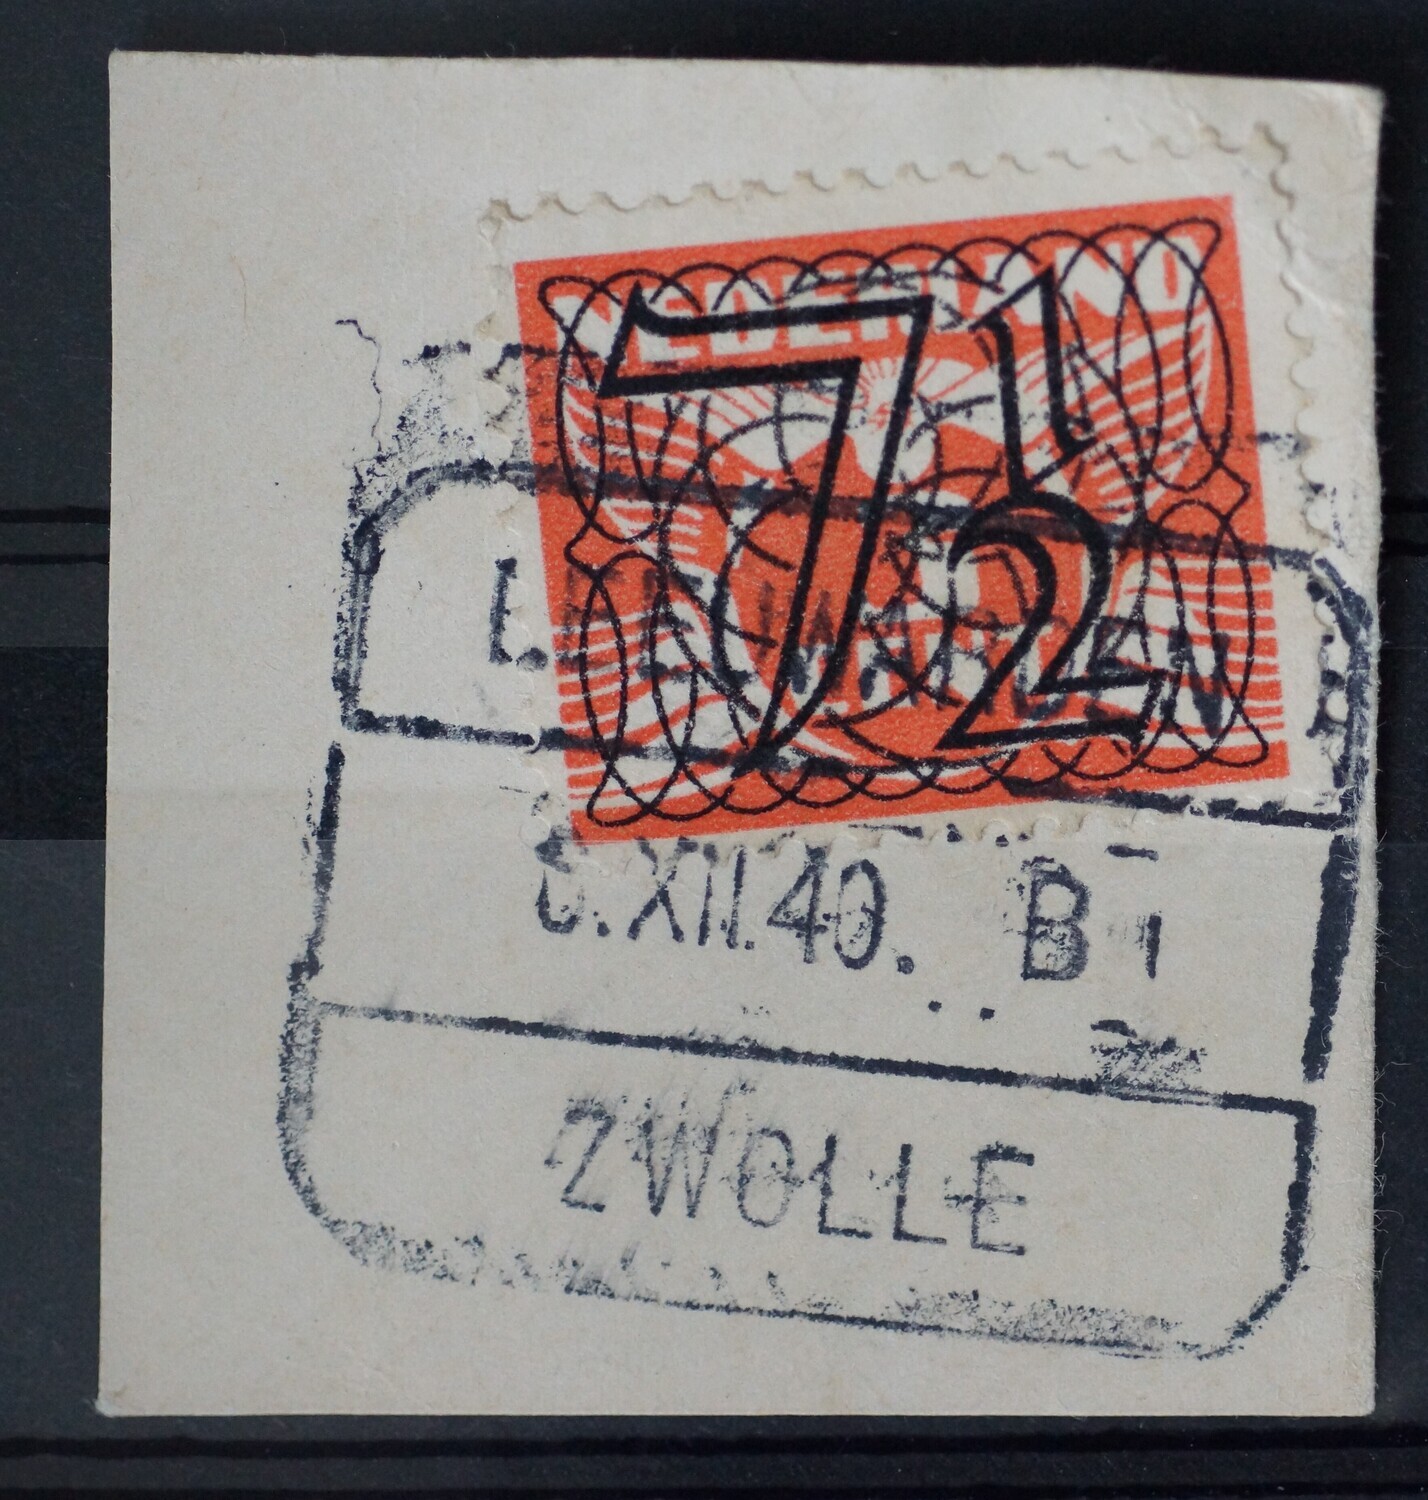 NEDERLAND
7½
LEEUWARDEN
XII.40. B
ZWOLLE